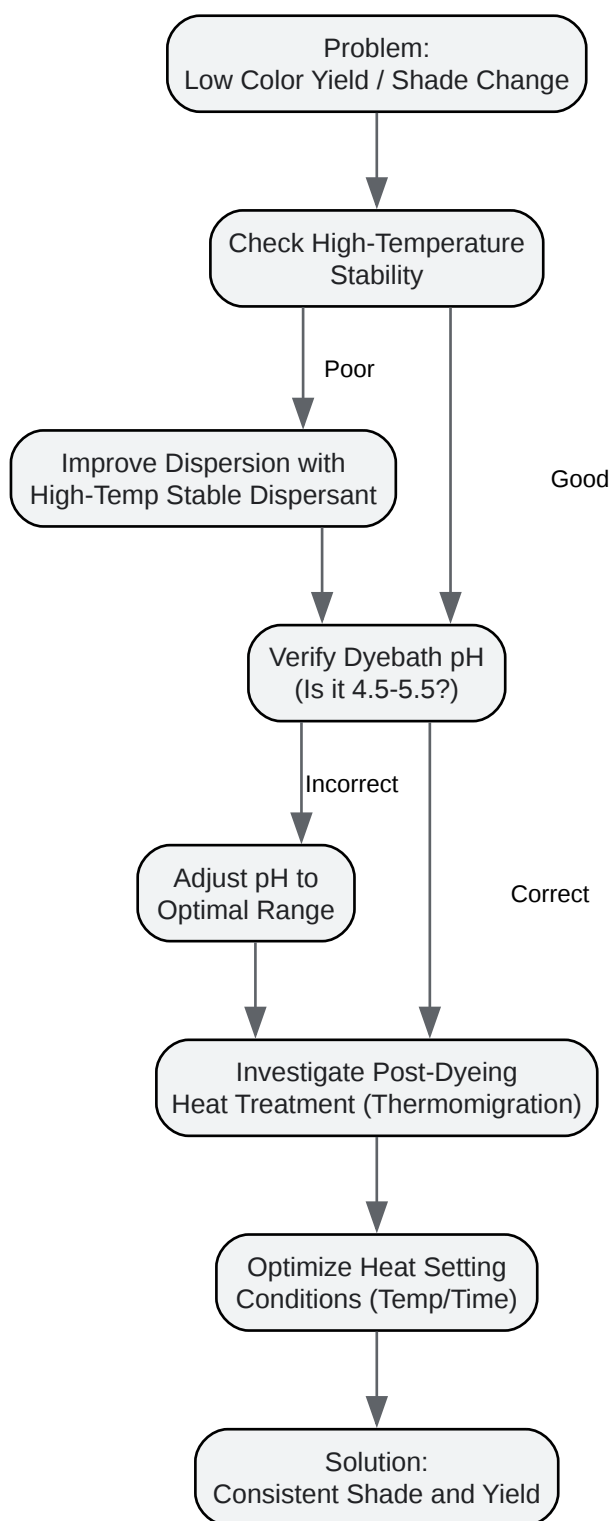 Problem:
Low Color Yield / Shade Change
Check High-Temperature
Stability
Poor
Improve Dispersion with
High-Temp Stable Dispersant
Good
Verify Dyebath pH
(Is it 4.5-5.5?)
Incorrect
Adjust pH to
Optimal Range
Correct
Investigate Post-Dyeing
Heat Treatment (Thermomigration)
Optimize Heat Setting
Conditions (Temp/Time)
Solution:
Consistent Shade and Yield